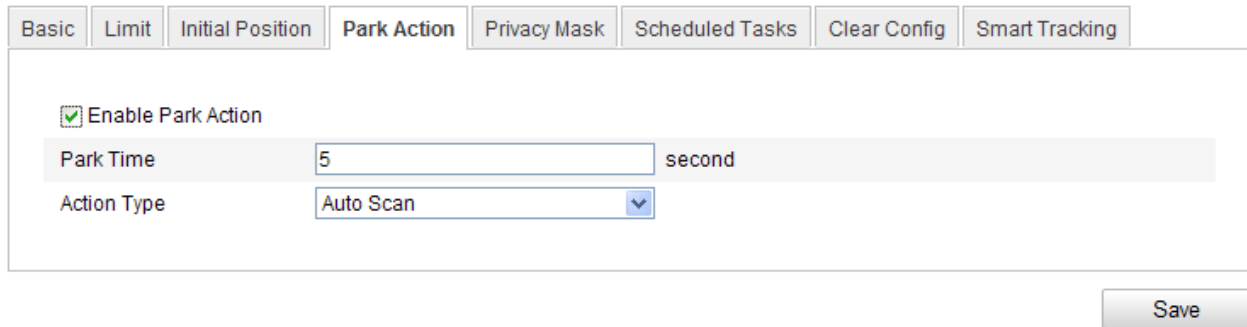 Basic Limit Initial Position Park Action Privacy Mask Scheduled Tasks Clear Config Smart Tracking
Enable Park Action
Park Time 5 second
Action Type Auto Scan
Save